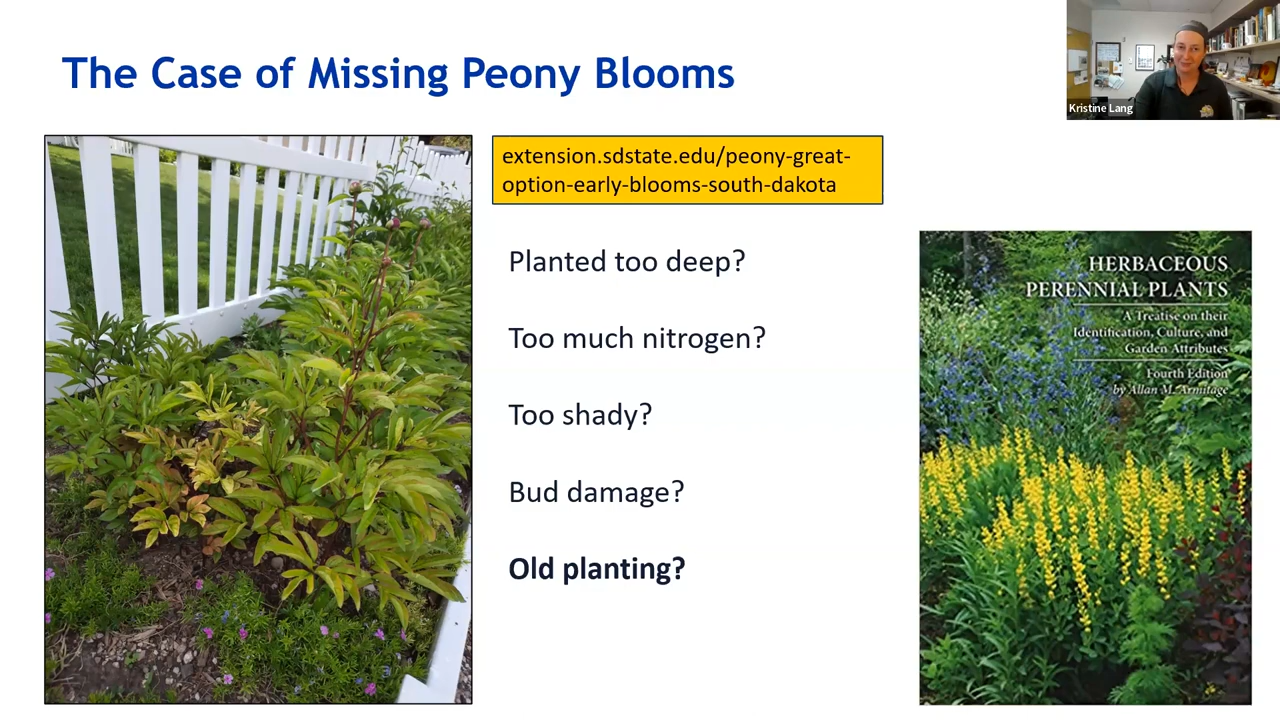 The Case of Missing Peony Blooms
Kristine Lang
extension.sdstate.edu/peony-great-
option-early-blooms-south-dakota
Planted too deep?
Too much nitrogen?
Too shady?
Bud damage?
Old planting?
HERBACEOUS
PERENNIAL PLANTS
A Treatise on their
Identification, Culture, and
Garden Attributes
Fourth Edition
by Allan M. Armitage